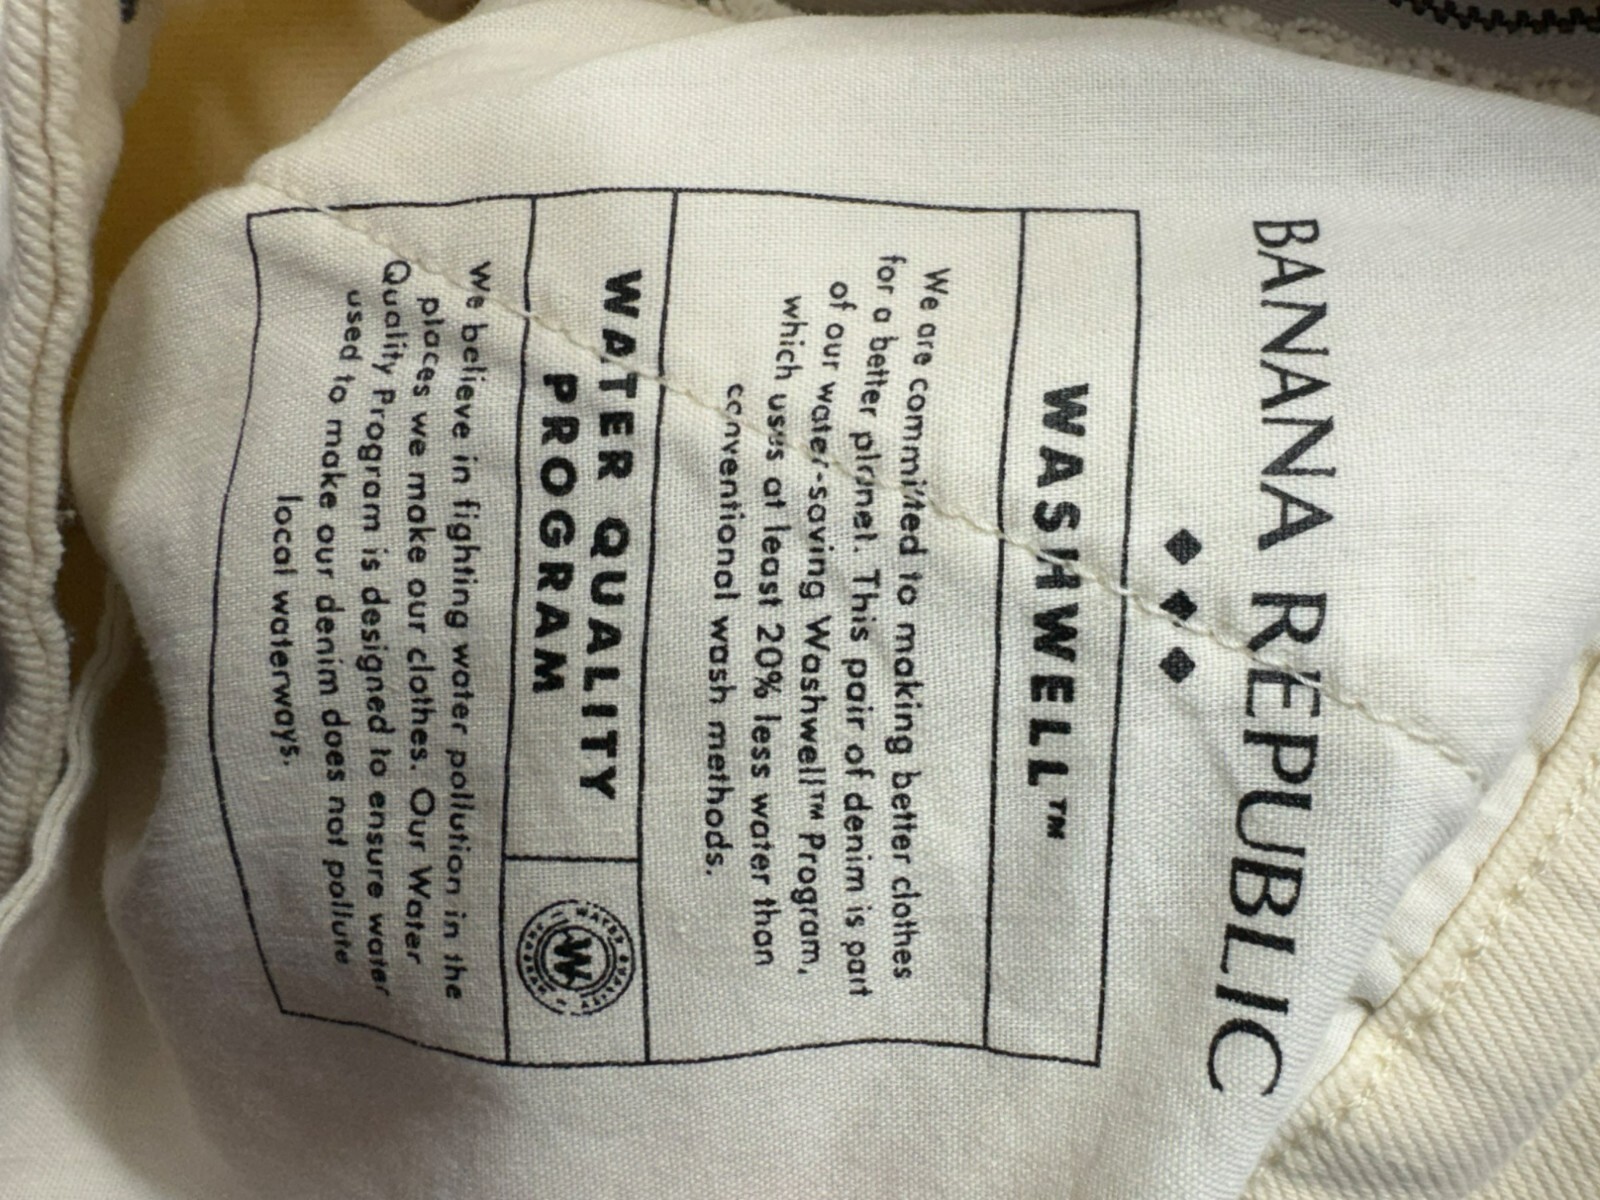 BANANA REPUBLIC
WASHWELL™
We are committed to making better clothes
for a better planet. This pair of denim is part
of our water-saving Washwell™ Program,
which uses at least 20% less water than
conventional wash methods.
WATER QUALITY
PROGRAM
W
WATER QUALITY PROGRAM
We believe in fighting water pollution in the
places we make our clothes. Our Water
Quality Program is designed to ensure water
used to make our denim does not pollute
local waterways.